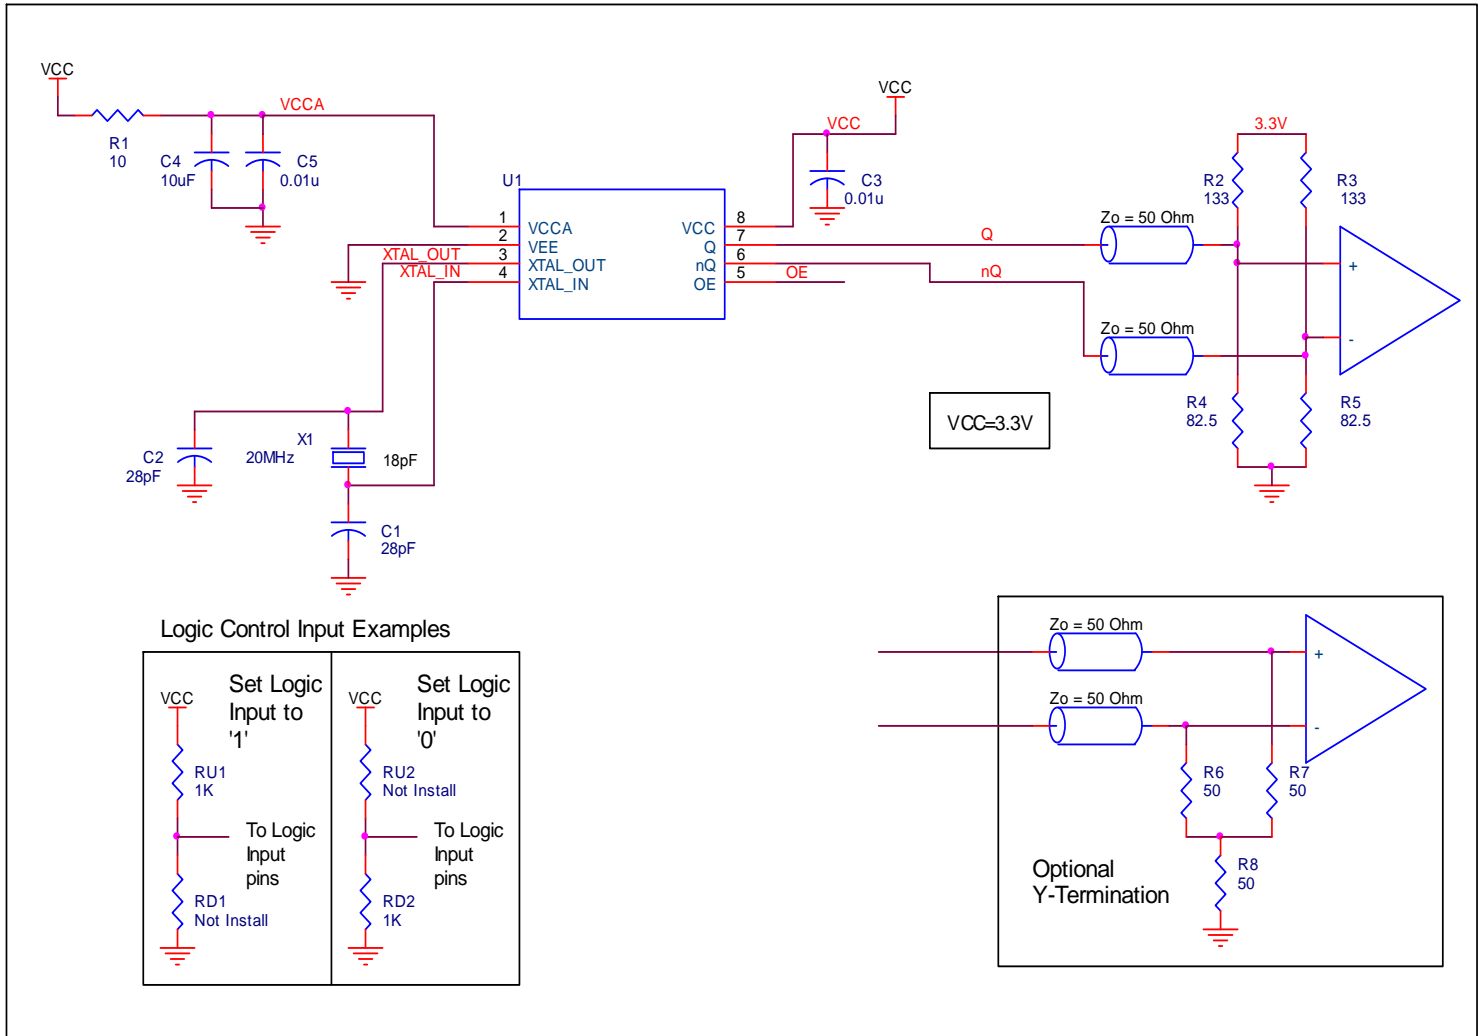 VCC
VCCA
R1
10
C4
10uF
C5
0.01u
VCC
VCC
C3
0.01u
3.3V
R2
133
R3
133
U1
1
2
3
4
VCCA
VEE
XTAL_OUT
XTAL_IN
VCC
Q
nQ
OE
8
7
6
5
XTAL_OUT
XTAL_IN
OE
Q
nQ
Zo = 50 Ohm
Zo = 50 Ohm
+
-
R4
82.5
R5
82.5
VCC=3.3V
C2
28pF
X1
20MHz
18pF
C1
28pF
Logic Control Input Examples
VCC
Set Logic
Input to
'1'
RU1
1K
To Logic
Input
pins
RD1
Not Install
VCC
Set Logic
Input to
'0'
RU2
Not Install
To Logic
Input
pins
RD2
1K
Zo = 50 Ohm
Zo = 50 Ohm
+
-
R6
50
R7
50
R8
50
Optional
Y-Termination